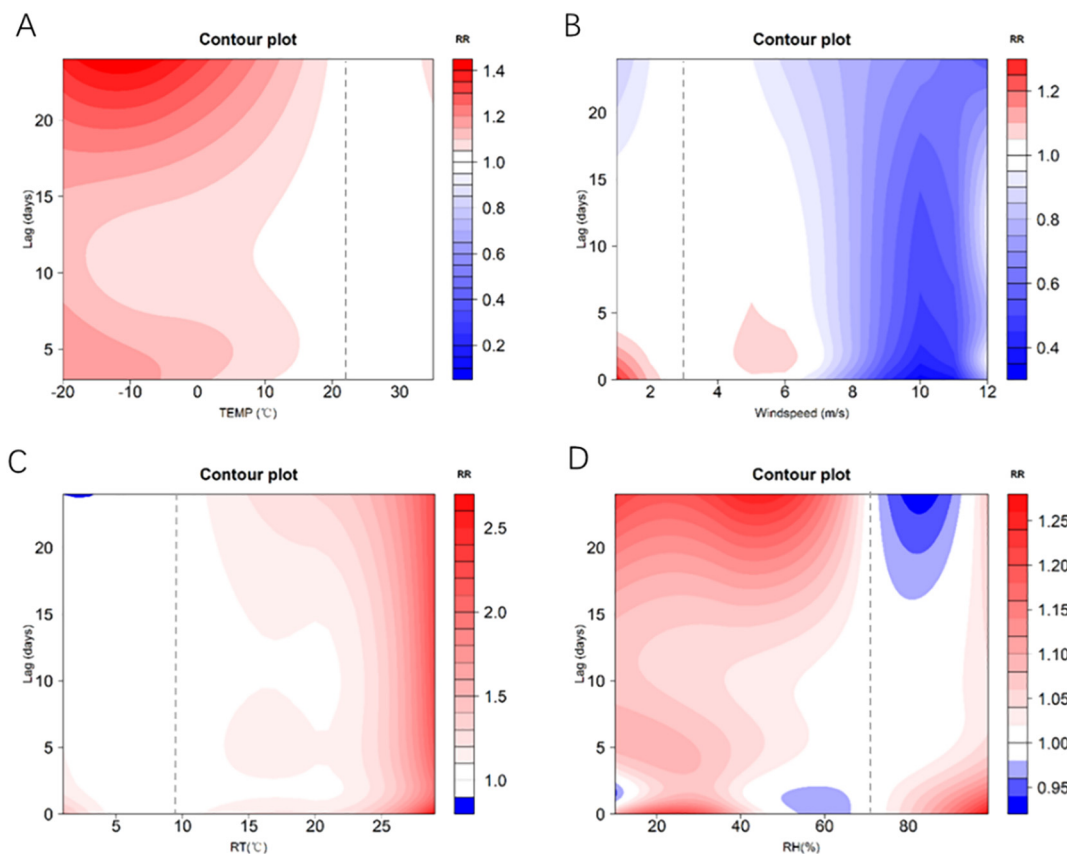 A
Contour plot
RR
Lag (days)
20
15
10
5
-20 -10 0 10 20 30
TEMP (℃)
1.4
1.2
1.0
0.8
0.6
0.4
0.2
B
Contour plot
RR
Lag (days)
20
15
10
5
0
2 4 6 8 10 12
Windspeed (m/s)
1.2
1.0
0.8
0.6
0.4
C
Contour plot
RR
Lag (days)
20
15
10
5
0
5 10 15 20 25
RT(℃)
2.5
2.0
1.5
1.0
D
Contour plot
RR
Lag (days)
20
15
10
5
0
20 40 60 80
RH(%)
1.25
1.20
1.15
1.10
1.05
1.00
0.95